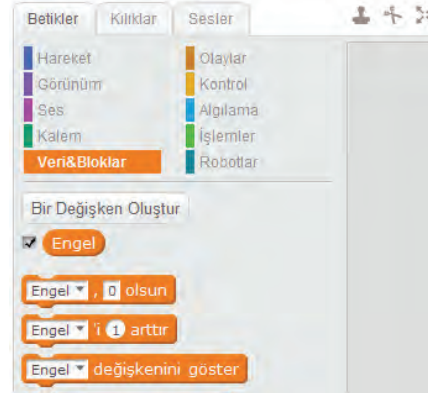 Betikler Kılıklar Sesler
Hareket Olaylar
Görünüm Kontrol
Ses Algılama
Kalem İşlemler
Veri&Bloklar Robotlar
Bir Değişken Oluştur
Engel
Engel , 0 olsun
Engel 'i 1 arttır
Engel değişkenini göster